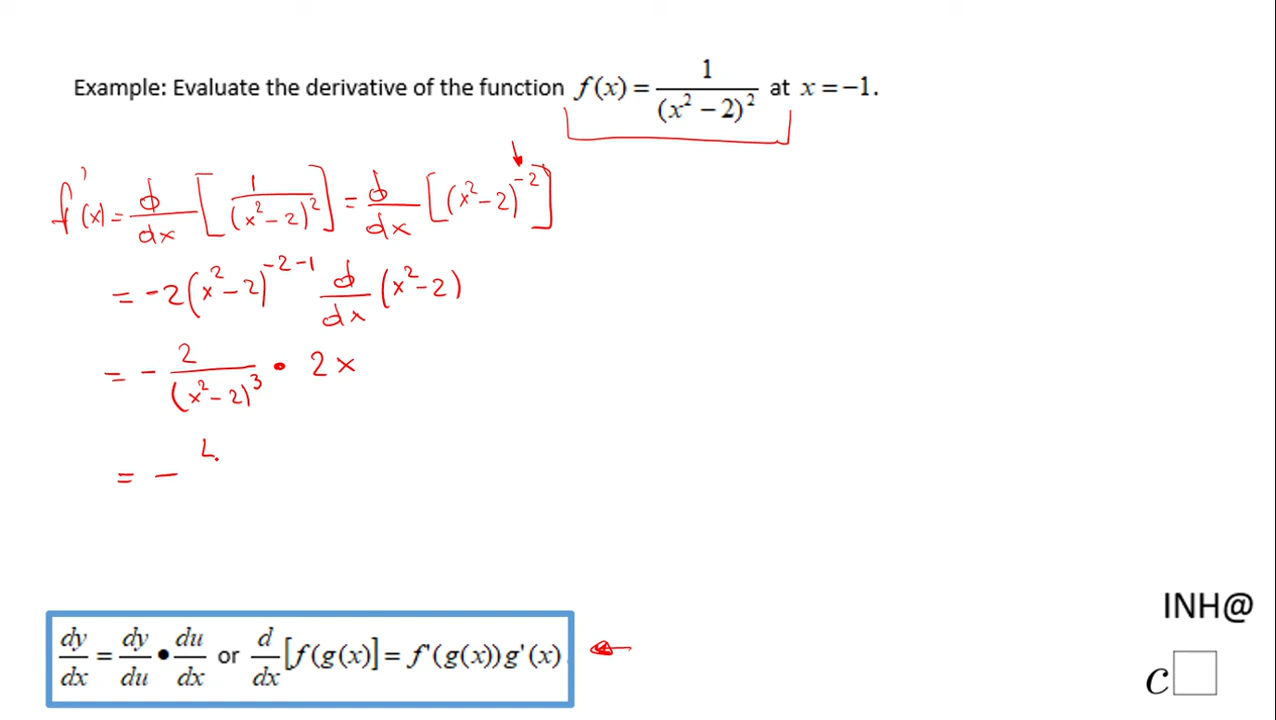 Example: Evaluate the derivative of the function f(x) = 1/(x² − 2)² at x = −1.
f'(x) = d/dx [1/(x² − 2)²] = d/dx [(x² − 2)⁻²]
= −2(x² − 2)⁻²⁻¹ d/dx (x² − 2)
= − 2/(x² − 2)³ • 2x
= − 4
dy/dx = dy/du • du/dx or d/dx [f(g(x)] = f'(g(x))g'(x)
INH@
c